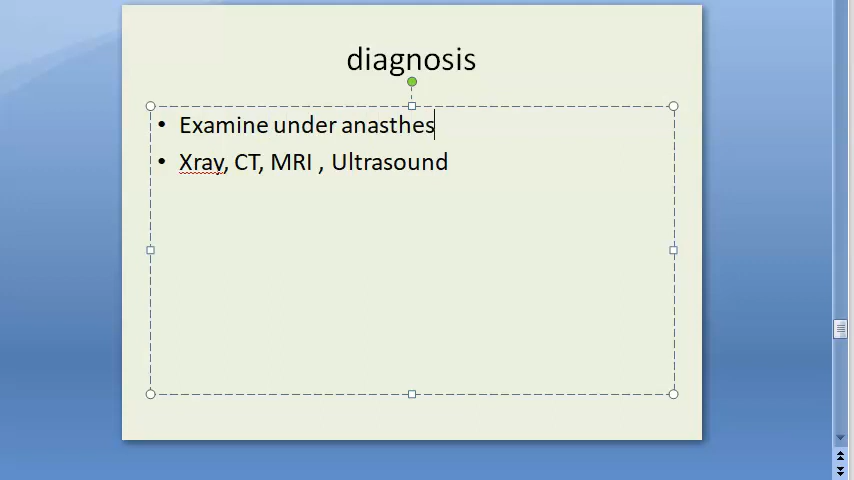 diagnosis
• Examine under anasthes
• Xray, CT, MRI , Ultrasound